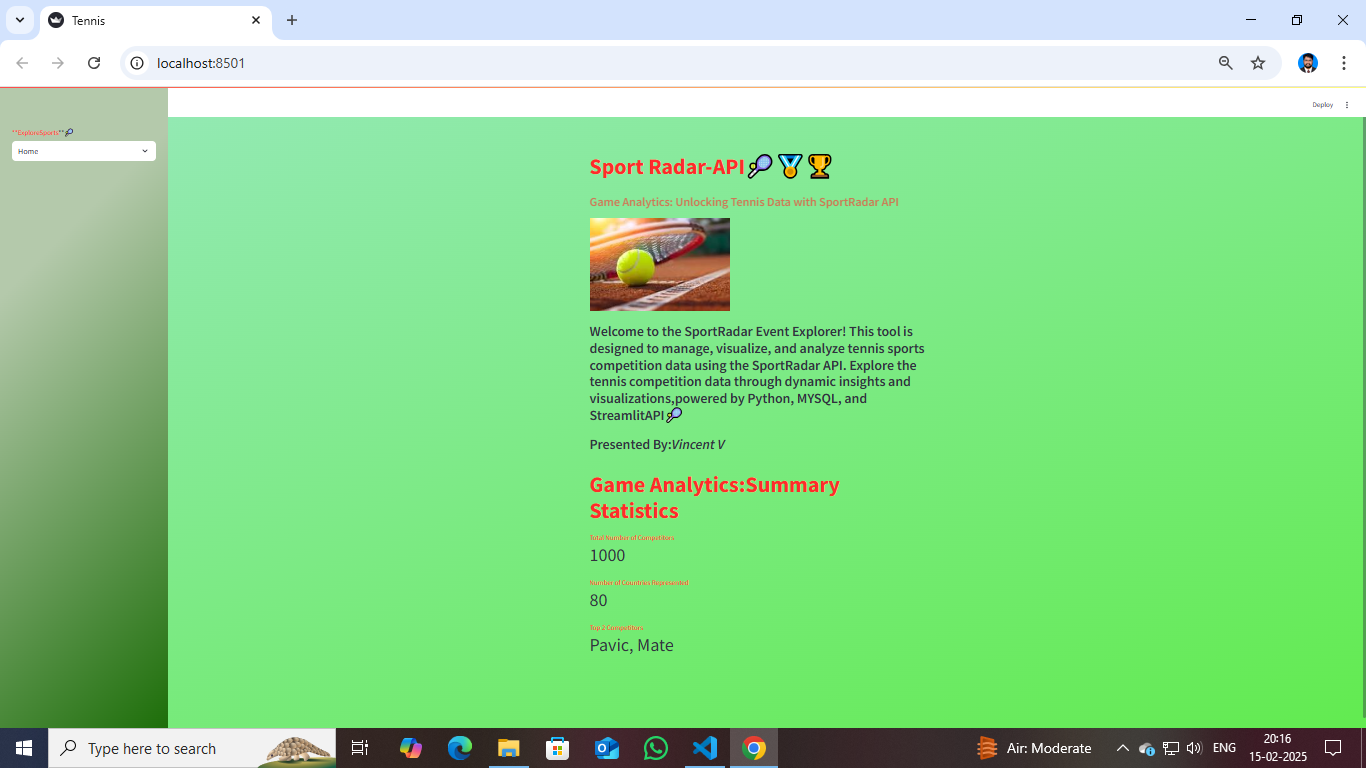 Tennis
localhost:8501
Deploy
**ExploreSports**
Home
Sport Radar-API
Game Analytics: Unlocking Tennis Data with SportRadar API
Welcome to the SportRadar Event Explorer! This tool is
designed to manage, visualize, and analyze tennis sports
competition data using the SportRadar API. Explore the
tennis competition data through dynamic insights and
visualizations,powered by Python, MYSQL, and
StreamlitAPI
Presented By:Vincent V
Game Analytics:Summary
Statistics
Total Number of Competitors
1000
Number of Countries Represented
80
Top 2 Competitors
Pavic, Mate
Type here to search
Air: Moderate
ENG
20:16
15-02-2025